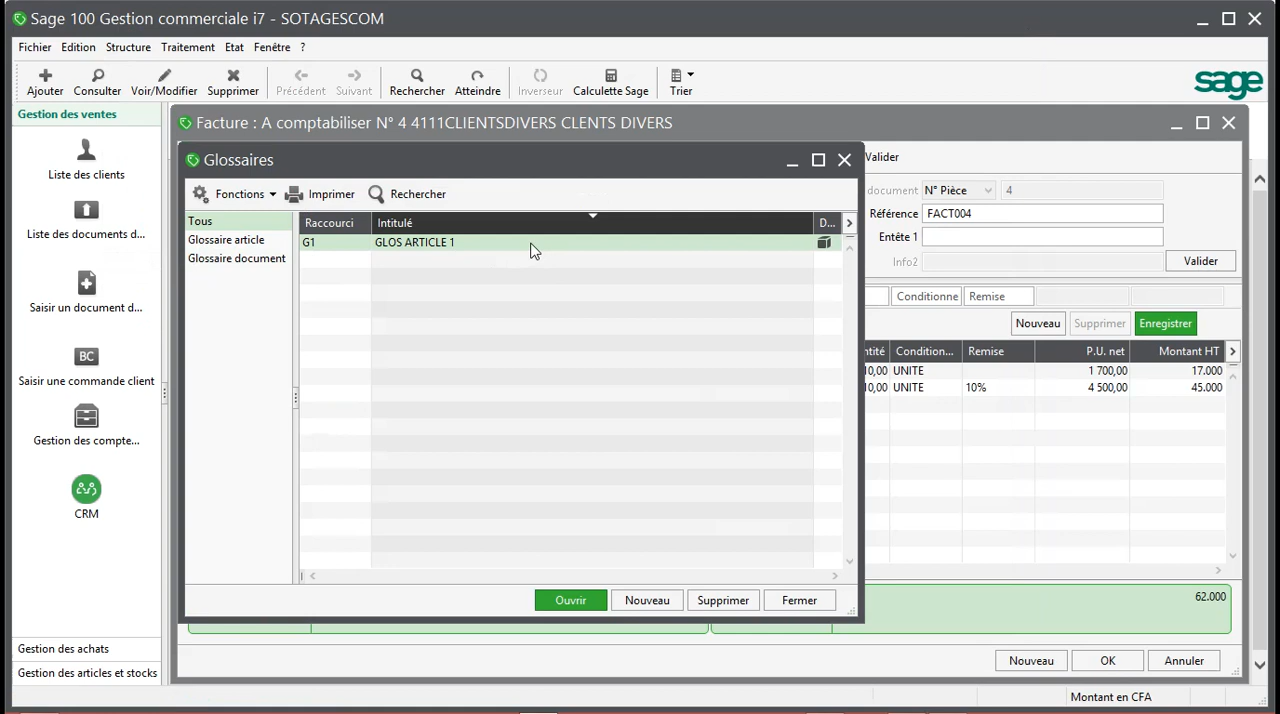 Sage 100 Gestion commerciale i7 - SOTAGESCOM
Fichier Edition Structure Traitement Etat Fenêtre ?
Ajouter Consulter Voir/Modifier Supprimer Précédent Suivant Rechercher Atteindre Inverseur Calculette Sage Trier
sage
Gestion des ventes
Liste des clients
Liste des documents d...
Saisir un document d...
BC
Saisir une commande client
Gestion des compte...
CRM
Gestion des achats
Gestion des articles et stocks
Facture : A comptabiliser N° 4 4111CLIENTSDIVERS CLENTS DIVERS
Glossaires
Fonctions Imprimer Rechercher
Tous
Glossaire article
Glossaire document
Raccourci Intitulé D...
G1 GLOS ARTICLE 1
Ouvrir Nouveau Supprimer Fermer
Valider
document N° Pièce 4
Référence FACT004
Entête 1
Info2 Valider
Conditionne Remise
Nouveau Supprimer Enregistrer
ntité Condition... Remise P.U. net Montant HT
10,00 UNITE 1 700,00 17.000
10,00 UNITE 10% 4 500,00 45.000
62.000
Nouveau OK Annuler
Montant en CFA